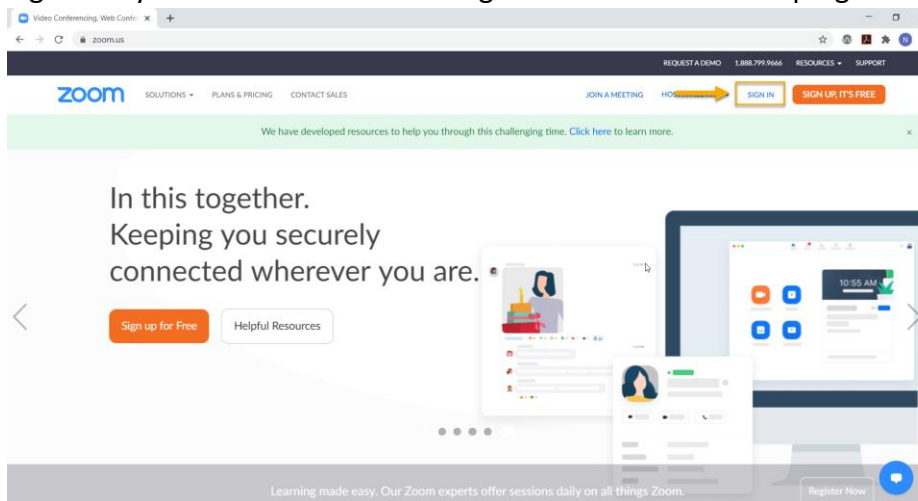 Video Conferencing, Web Confe
zoom.us
REQUEST A DEMO 1.888.799.9666 RESOURCES SUPPORT
zoom SOLUTIONS PLANS & PRICING CONTACT SALES JOIN A MEETING SIGN IN SIGN UP, IT'S FREE
We have developed resources to help you through this challenging time. Click here to learn more.
In this together.
Keeping you securely
connected wherever you are.
10:55 AM
Sign up for Free Helpful Resources
Learning made easy. Our Zoom experts offer sessions daily on all things Zoom. Register Now